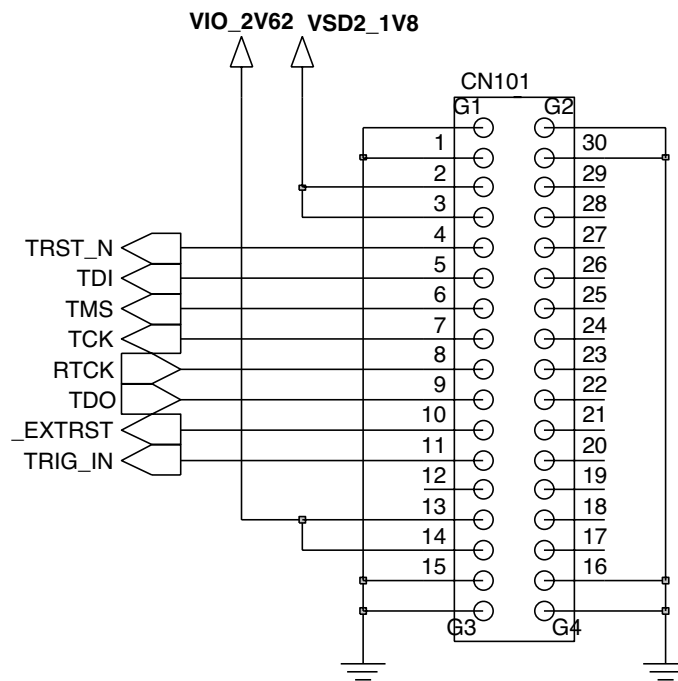 VIO_2V62 VSD2_1V8
CN101
G1 G2
1 30
2 29
3 28
TRST_N 4 27
TDI 5 26
TMS 6 25
TCK 7 24
RTCK 8 23
TDO 9 22
_EXTRST 10 21
TRIG_IN 11 20
12 19
13 18
14 17
15 16
G3 G4